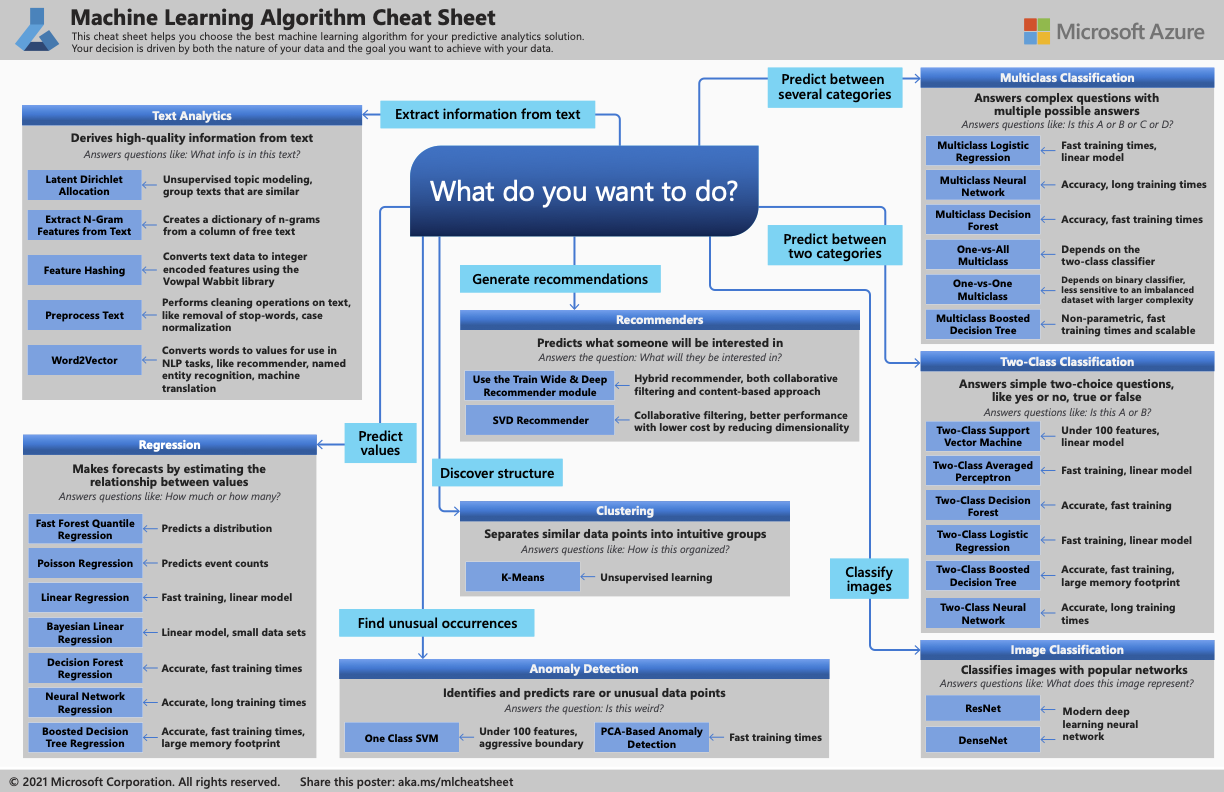 Machine Learning Algorithm Cheat Sheet
This cheat sheet helps you choose the best machine learning algorithm for your predictive analytics solution.
Your decision is driven by both the nature of your data and the goal you want to achieve with your data.
Microsoft Azure
What do you want to do?
Extract information from text
Text Analytics
Derives high-quality information from text
Answers questions like: What info is in this text?
Latent Dirichlet
Allocation
Unsupervised topic modeling,
group texts that are similar
Extract N-Gram
Features from Text
Creates a dictionary of n-grams
from a column of free text
Feature Hashing
Converts text data to integer
encoded features using the
Vowpal Wabbit library
Preprocess Text
Performs cleaning operations on text,
like removal of stop-words, case
normalization
Word2Vector
Converts words to values for use in
NLP tasks, like recommender, named
entity recognition, machine
translation
Predict
values
Regression
Makes forecasts by estimating the
relationship between values
Answers questions like: How much or how many?
Fast Forest Quantile
Regression
Predicts a distribution
Poisson Regression
Predicts event counts
Linear Regression
Fast training, linear model
Bayesian Linear
Regression
Linear model, small data sets
Decision Forest
Regression
Accurate, fast training times
Neural Network
Regression
Accurate, long training times
Boosted Decision
Tree Regression
Accurate, fast training times,
large memory footprint
Generate recommendations
Recommenders
Predicts what someone will be interested in
Answers the question: What will they be interested in?
Use the Train Wide & Deep
Recommender module
Hybrid recommender, both collaborative
filtering and content-based approach
SVD Recommender
Collaborative filtering, better performance
with lower cost by reducing dimensionality
Discover structure
Clustering
Separates similar data points into intuitive groups
Answers questions like: How is this organized?
K-Means
Unsupervised learning
Find unusual occurrences
Anomaly Detection
Identifies and predicts rare or unusual data points
Answers the question: Is this weird?
One Class SVM
Under 100 features,
aggressive boundary
PCA-Based Anomaly
Detection
Fast training times
Predict between
several categories
Multiclass Classification
Answers complex questions with
multiple possible answers
Answers questions like: Is this A or B or C or D?
Multiclass Logistic
Regression
Fast training times,
linear model
Multiclass Neural
Network
Accuracy, long training times
Multiclass Decision
Forest
Accuracy, fast training times
One-vs-All
Multiclass
Depends on the
two-class classifier
One-vs-One
Multiclass
Depends on binary classifier,
less sensitive to an imbalanced
dataset with larger complexity
Multiclass Boosted
Decision Tree
Non-parametric, fast
training times and scalable
Predict between
two categories
Two-Class Classification
Answers simple two-choice questions,
like yes or no, true or false
Answers questions like: Is this A or B?
Two-Class Support
Vector Machine
Under 100 features,
linear model
Two-Class Averaged
Perceptron
Fast training, linear model
Two-Class Decision
Forest
Accurate, fast training
Two-Class Logistic
Regression
Fast training, linear model
Two-Class Boosted
Decision Tree
Accurate, fast training,
large memory footprint
Two-Class Neural
Network
Accurate, long training
times
Classify
images
Image Classification
Classifies images with popular networks
Answers questions like: What does this image represent?
ResNet
DenseNet
Modern deep
learning neural
network
© 2021 Microsoft Corporation. All rights reserved.
Share this poster: aka.ms/mlcheatsheet